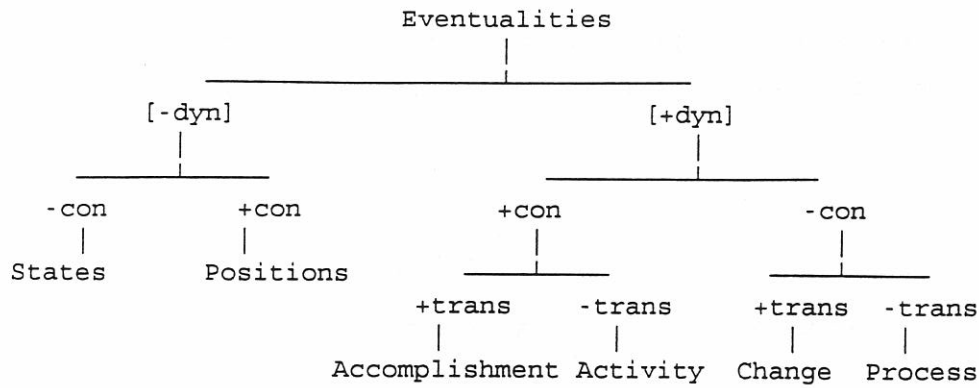 Eventualities
[-dyn] [+dyn]
-con +con +con -con
States Positions
+trans -trans +trans -trans
Accomplishment Activity Change Process